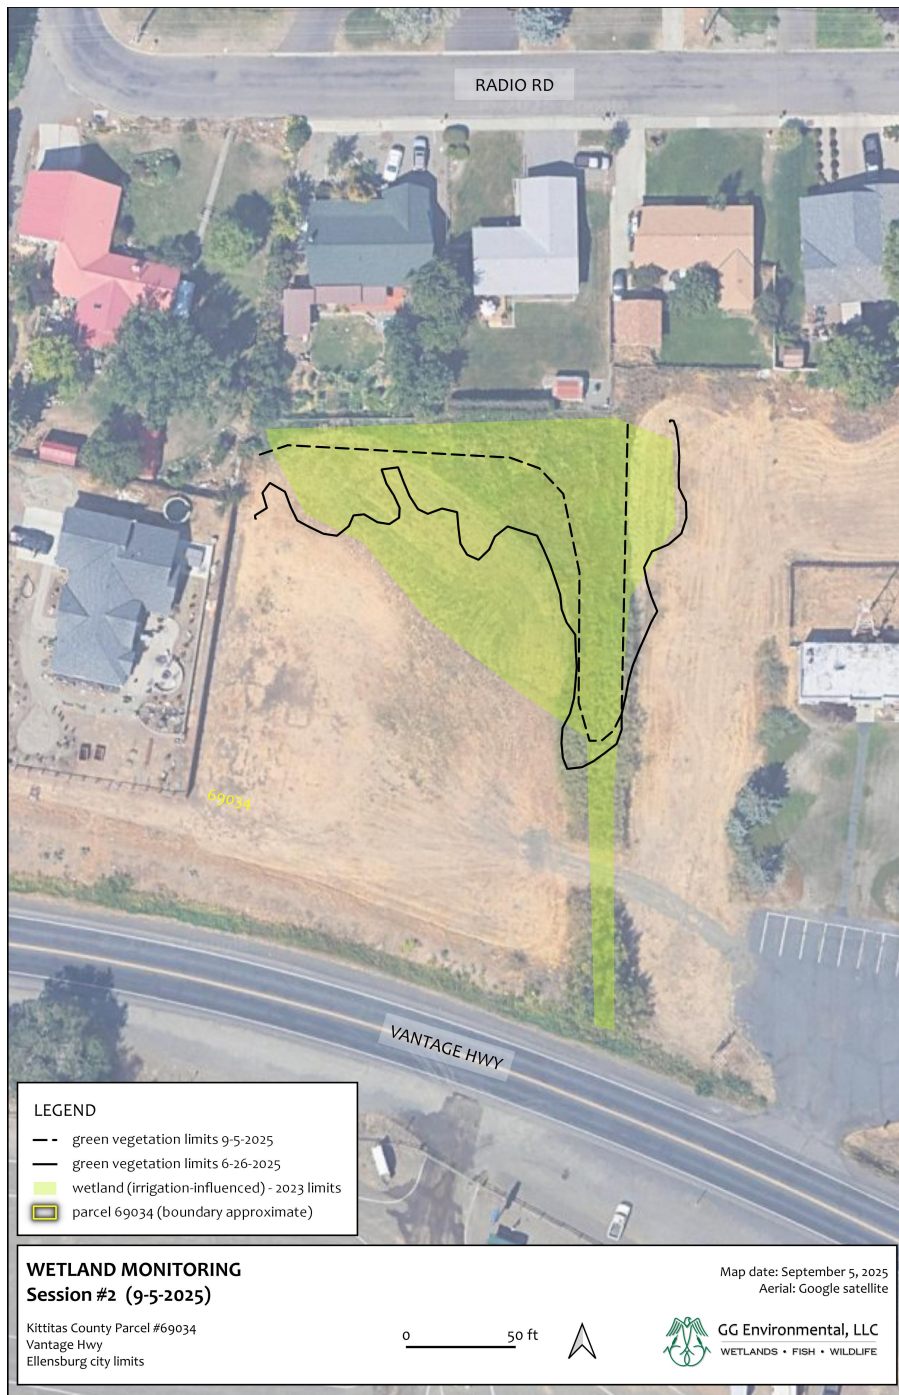 RADIO RD
69034
VANTAGE HWY
LEGEND
green vegetation limits 9-5-2025
green vegetation limits 6-26-2025
wetland (irrigation-influenced) - 2023 limits
parcel 69034 (boundary approximate)
WETLAND MONITORING
Session #2 (9-5-2025)
Kittitas County Parcel #69034
Vantage Hwy
Ellensburg city limits
0 50 ft
Map date: September 5, 2025
Aerial: Google satellite
GG Environmental, LLC
WETLANDS • FISH • WILDLIFE